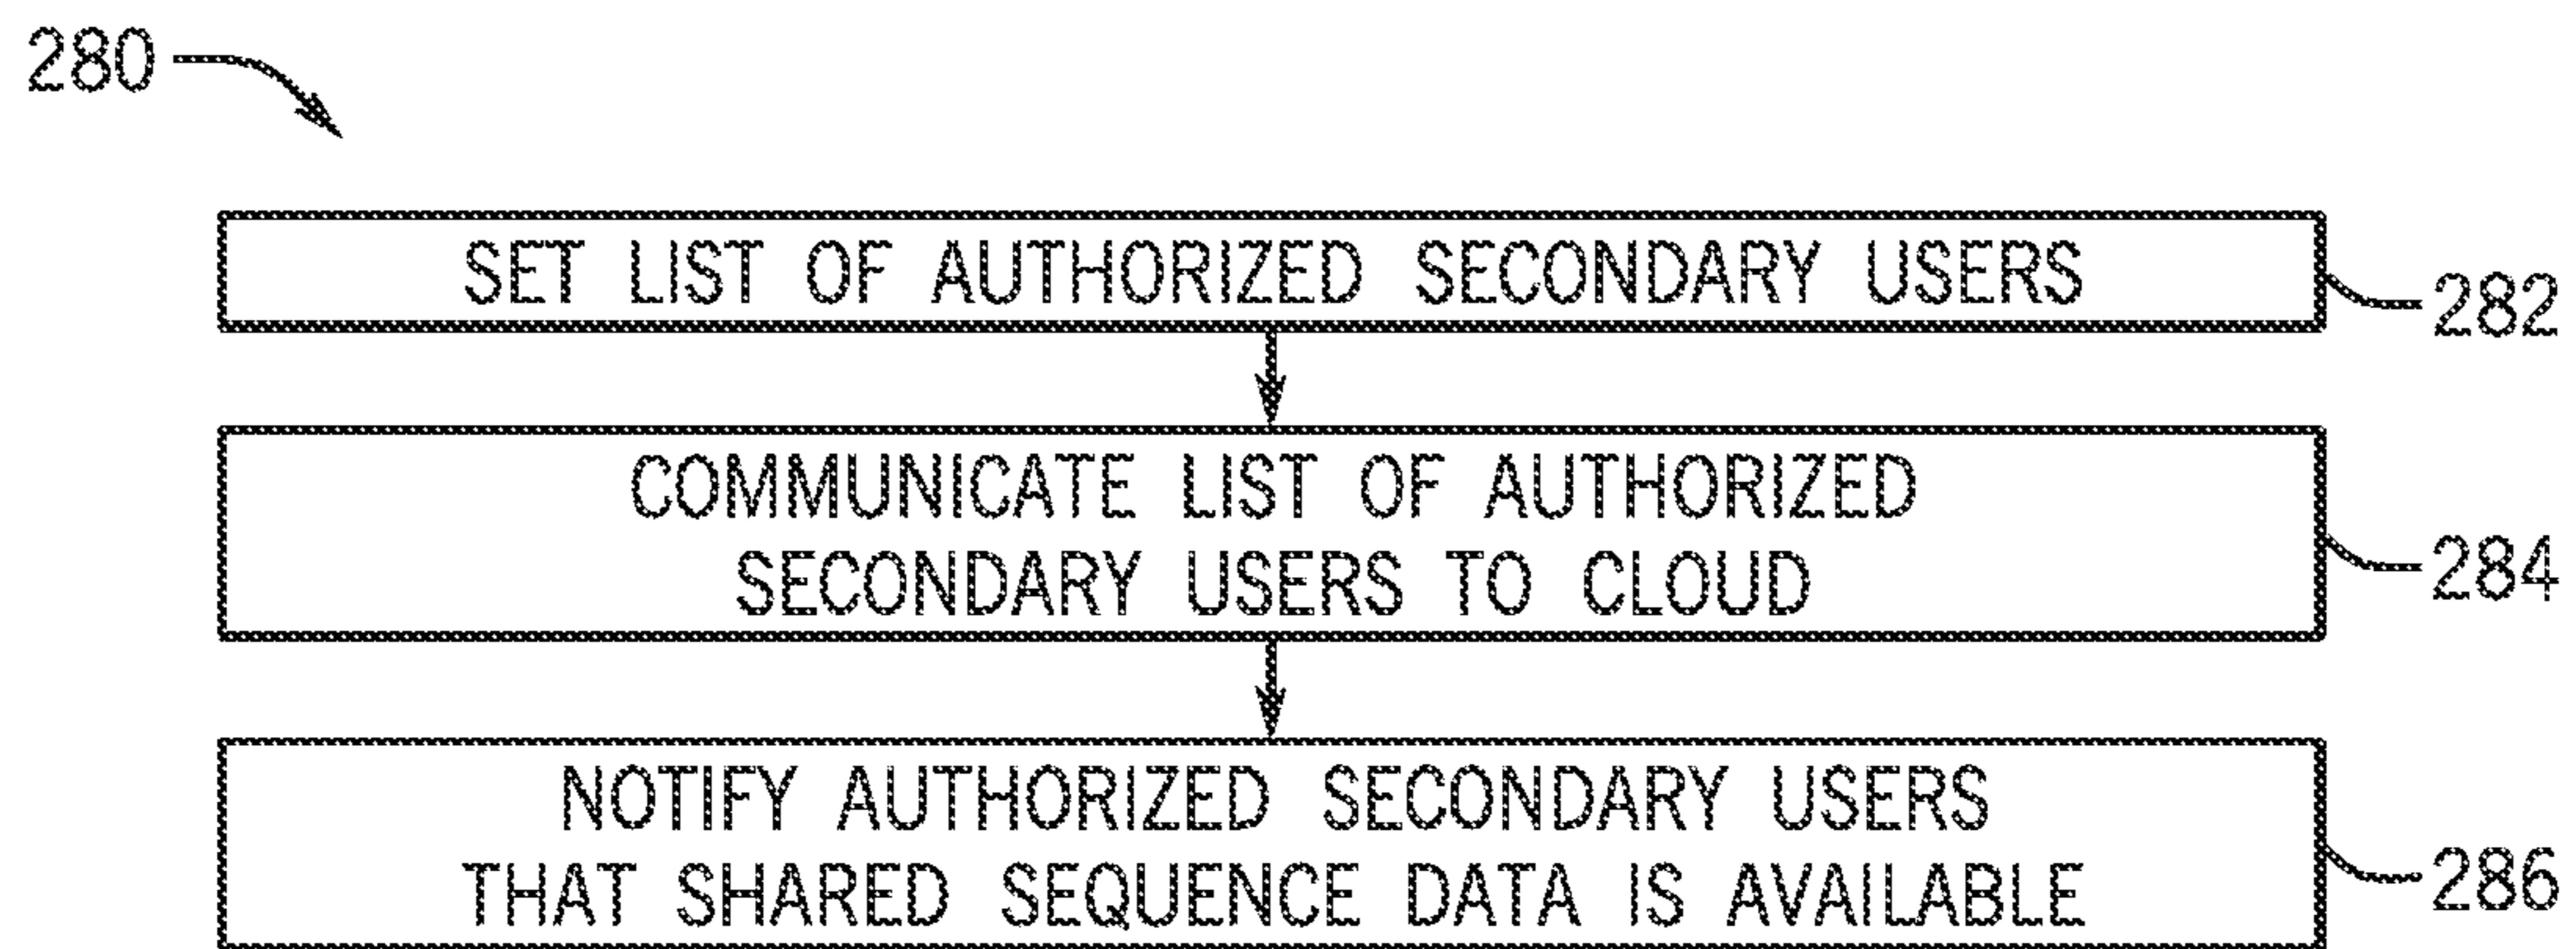 280
SET LIST OF AUTHORIZED SECONDARY USERS
282
COMMUNICATE LIST OF AUTHORIZED
SECONDARY USERS TO CLOUD
284
NOTIFY AUTHORIZED SECONDARY USERS
THAT SHARED SEQUENCE DATA IS AVAILABLE
286